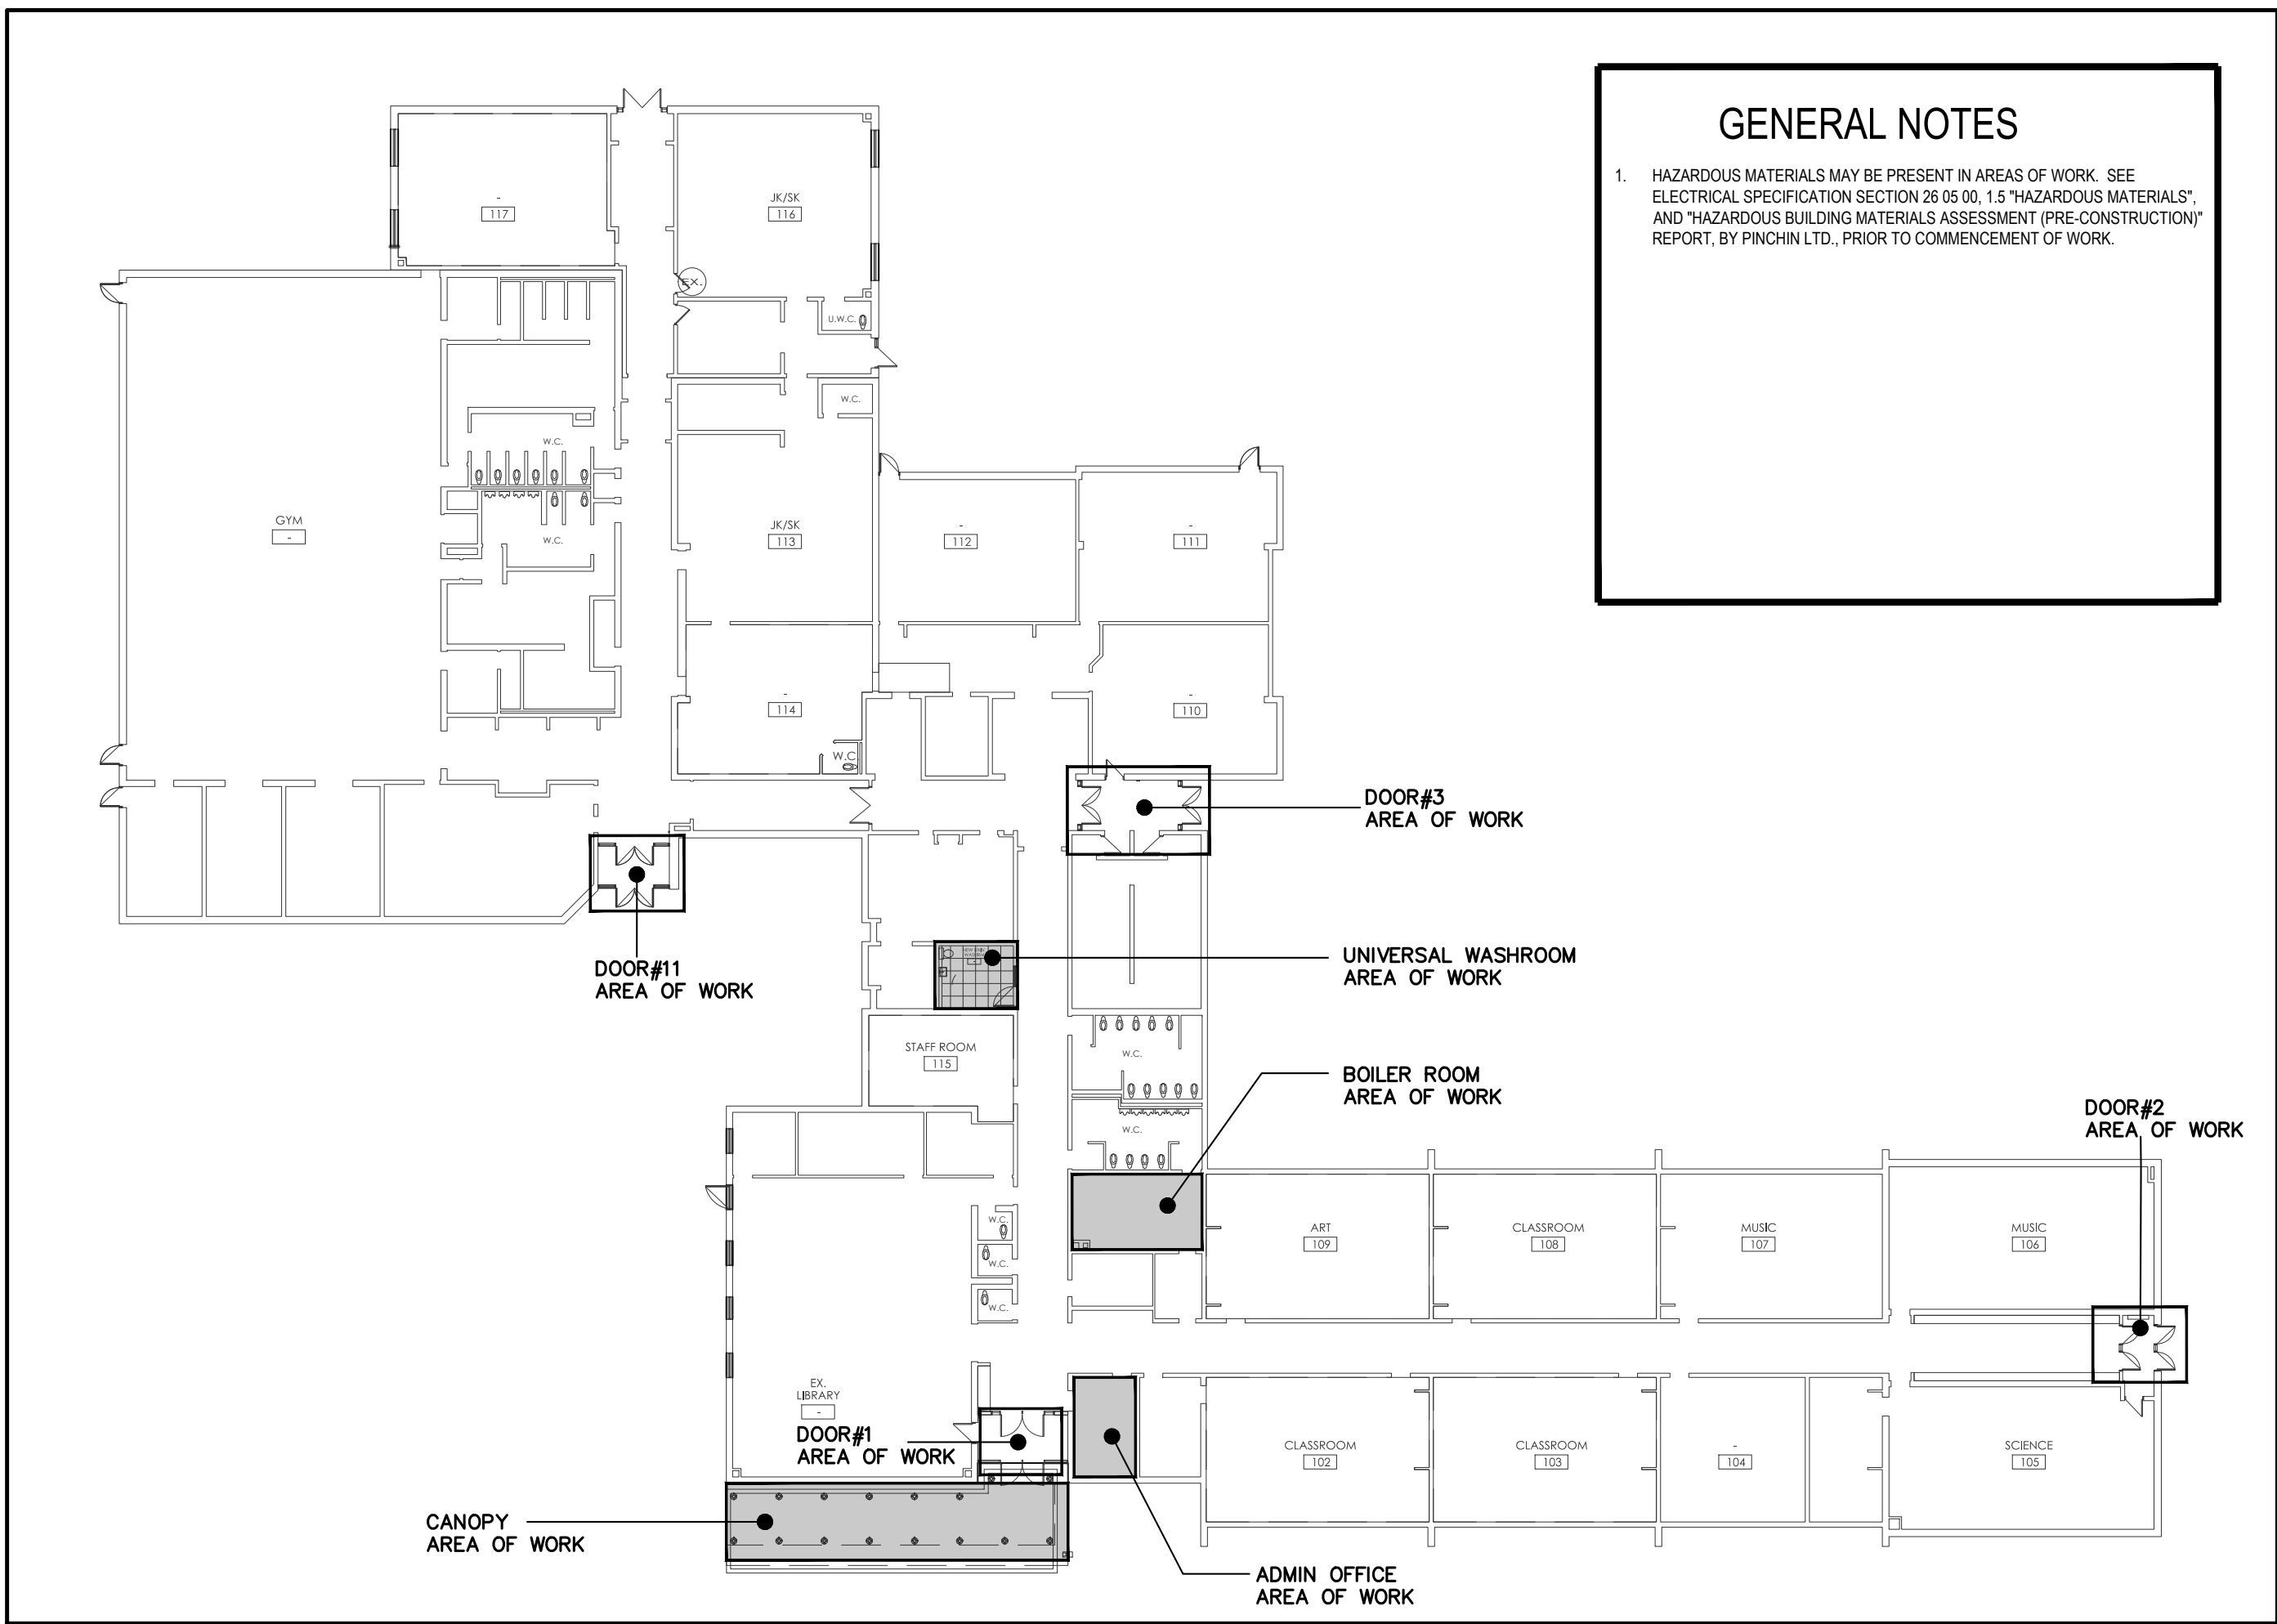 GENERAL NOTES
1. HAZARDOUS MATERIALS MAY BE PRESENT IN AREAS OF WORK. SEE
ELECTRICAL SPECIFICATION SECTION 26 05 00, 1.5 "HAZARDOUS MATERIALS",
AND "HAZARDOUS BUILDING MATERIALS ASSESSMENT (PRE-CONSTRUCTION)"
REPORT, BY PINCHIN LTD., PRIOR TO COMMENCEMENT OF WORK.
-
117
JK/SK
116
EX.
U.W.C.
W.C.
W.C.
W.C.
GYM
-
JK/SK
113
-
112
-
111
-
114
W.C.
-
110
DOOR#3
AREA OF WORK
DOOR#11
AREA OF WORK
UNIVERSAL WASHROOM
AREA OF WORK
STAFF ROOM
115
W.C.
W.C.
BOILER ROOM
AREA OF WORK
DOOR#2
AREA OF WORK
W.C.
W.C.
W.C.
ART
109
CLASSROOM
108
MUSIC
107
MUSIC
106
EX.
LIBRARY
-
DOOR#1
AREA OF WORK
CLASSROOM
102
CLASSROOM
103
-
104
SCIENCE
105
CANOPY
AREA OF WORK
ADMIN OFFICE
AREA OF WORK